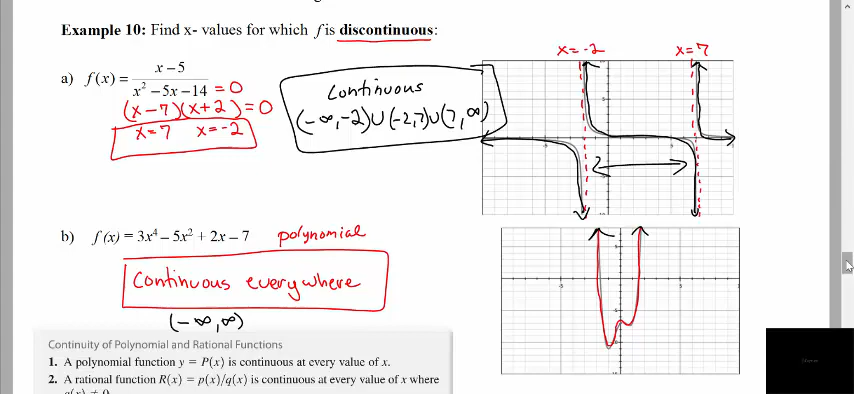 Example 10: Find x- values for which f is discontinuous:
x = -2
x = 7
a) f(x) = (x − 5)/(x² − 5x − 14) = 0
(x − 7)(x + 2) = 0
x = 7 x = -2
Continuous
(-∞, -2) ∪ (-2, 7) ∪ (7, ∞)
b) f(x) = 3x⁴ – 5x² + 2x – 7 polynomial
Continuous everywhere
(-∞, ∞)
Continuity of Polynomial and Rational Functions
1. A polynomial function y = P(x) is continuous at every value of x.
2. A rational function R(x) = p(x)/q(x) is continuous at every value of x where
q(x) ≠ 0.